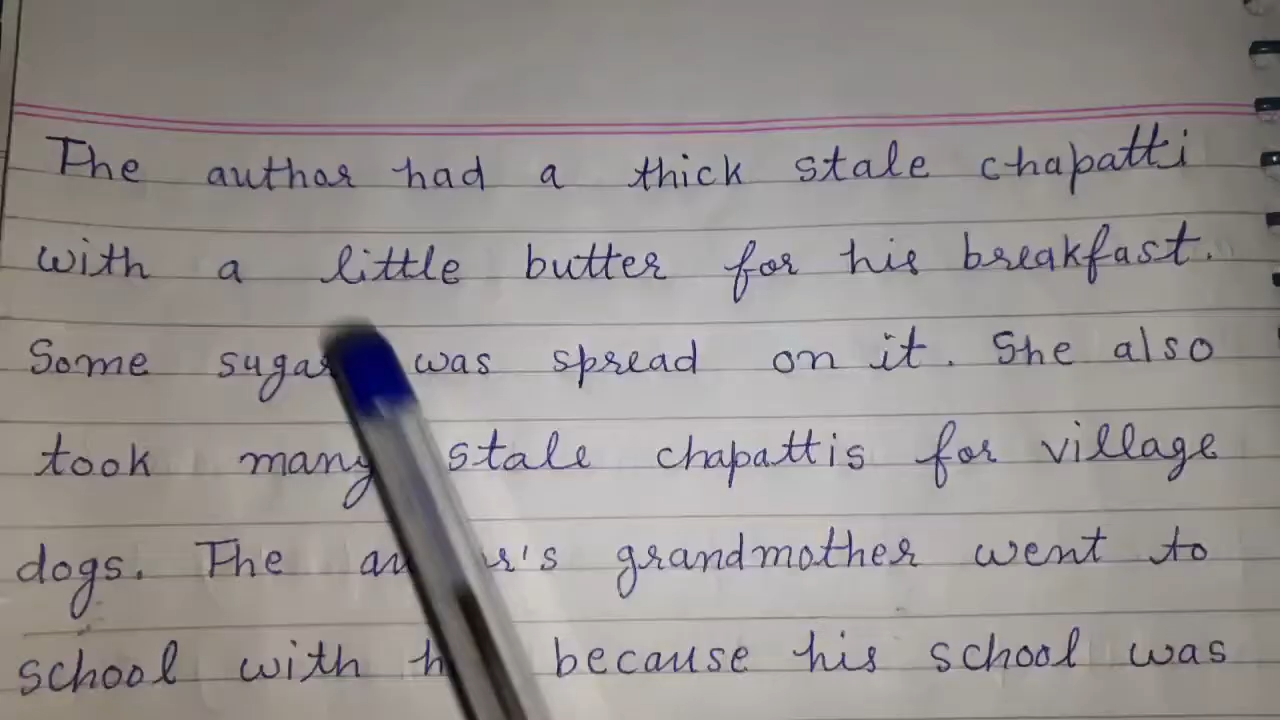 The author had a thick stale chapatti
with a little butter for his breakfast.
Some sugar was spread on it. She also
took many stale chapattis for village
dogs. The grandmother went to
school with because his school was